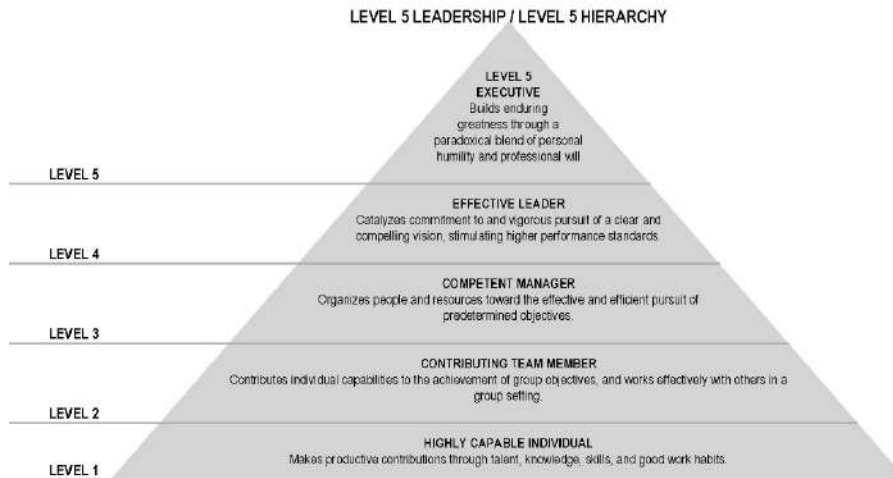 LEVEL 5 LEADERSHIP / LEVEL 5 HIERARCHY
LEVEL 5
EXECUTIVE
Builds enduring
greatness through a
paradoxical blend of personal
humility and professional will
LEVEL 5
EFFECTIVE LEADER
Catalyzes commitment to and vigorous pursuit of a clear and
compelling vision, stimulating higher performance standards.
LEVEL 4
COMPETENT MANAGER
Organizes people and resources toward the effective and efficient pursuit of
predetermined objectives.
LEVEL 3
CONTRIBUTING TEAM MEMBER
Contributes individual capabilities to the achievement of group objectives, and works effectively with others in a
group setting.
LEVEL 2
HIGHLY CAPABLE INDIVIDUAL
Makes productive contributions through talent, knowledge, skills, and good work habits.
LEVEL 1